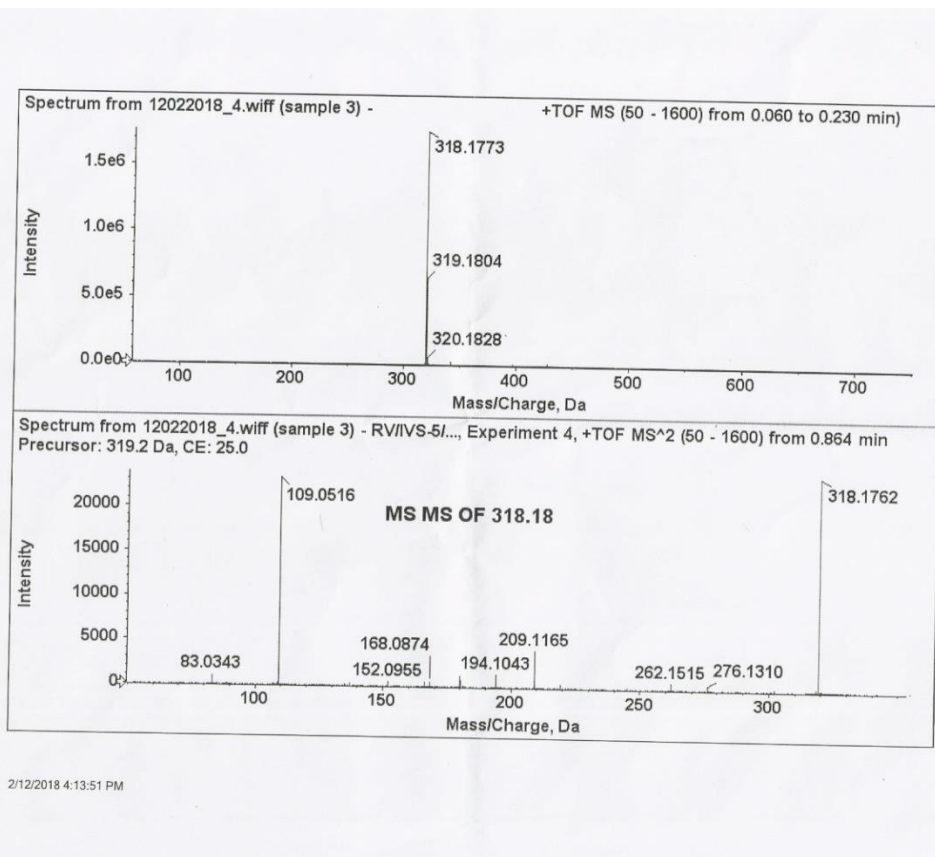 Spectrum from 12022018_4.wiff (sample 3) - +TOF MS (50 - 1600) from 0.060 to 0.230 min)
318.1773
1.5e6
1.0e6
319.1804
5.0e5
320.1828
0.0e0
Intensity
100 200 300 400 500 600 700
Mass/Charge, Da
Spectrum from 12022018_4.wiff (sample 3) - RV/IVS-5/..., Experiment 4, +TOF MS^2 (50 - 1600) from 0.864 min
Precursor: 319.2 Da, CE: 25.0
20000
109.0516
318.1762
MS MS OF 318.18
15000
10000
5000
0
Intensity
83.0343
168.0874
152.0955
194.1043
209.1165
262.1515
276.1310
100 150 200 250 300
Mass/Charge, Da
2/12/2018 4:13:51 PM